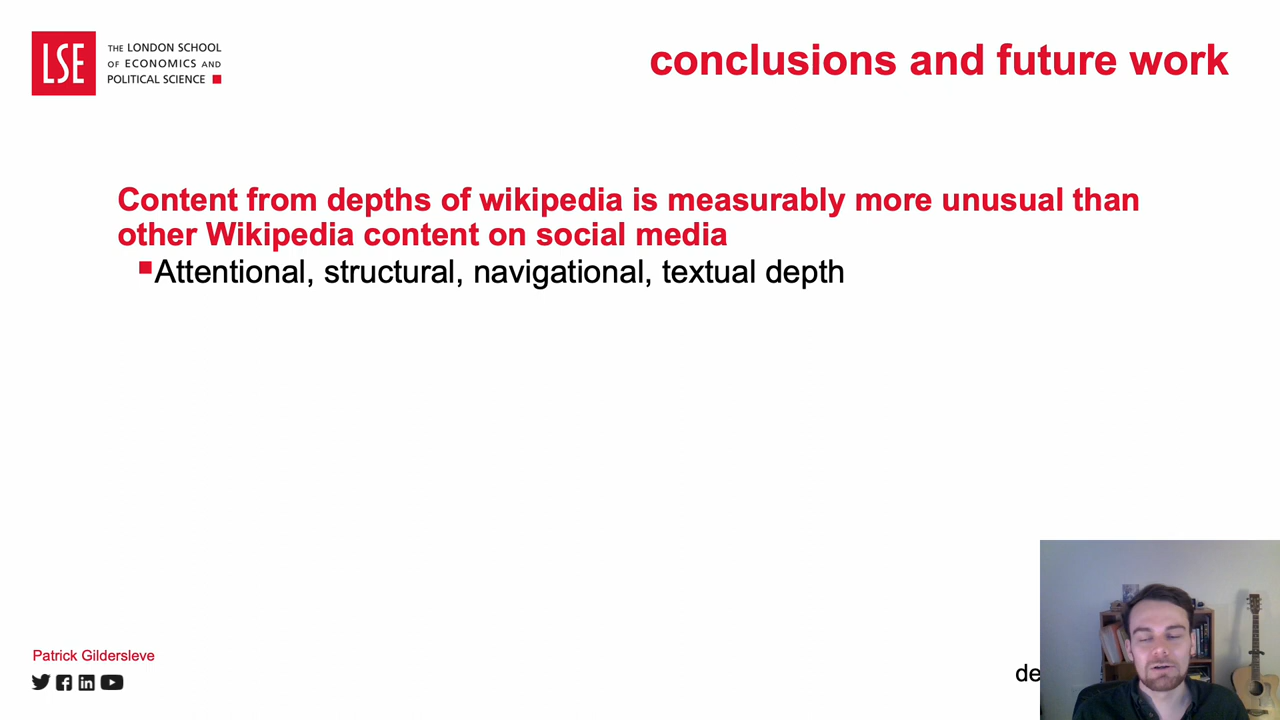 LSE
THE LONDON SCHOOL
OF ECONOMICS AND
POLITICAL SCIENCE
conclusions and future work
Content from depths of wikipedia is measurably more unusual than
other Wikipedia content on social media
Attentional, structural, navigational, textual depth
Patrick Gildersleve